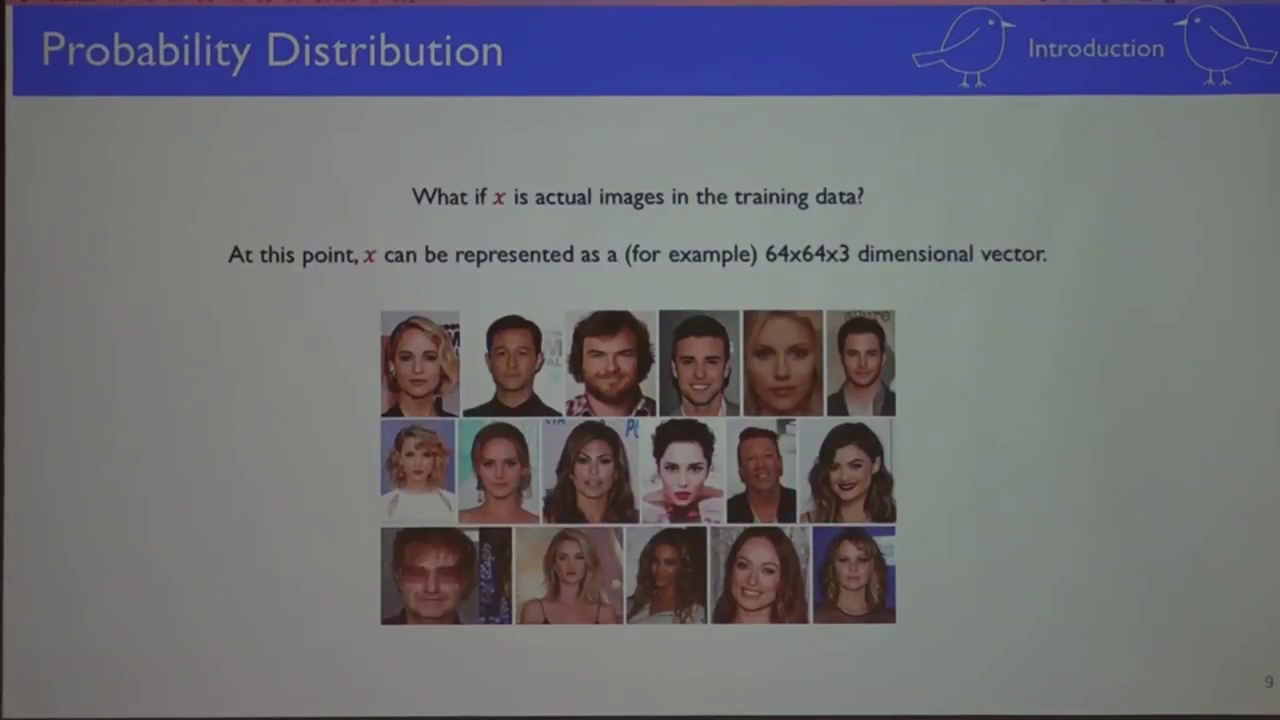 Probability Distribution
Introduction
What if x is actual images in the training data?
At this point, x can be represented as a (for example) 64x64x3 dimensional vector.
9